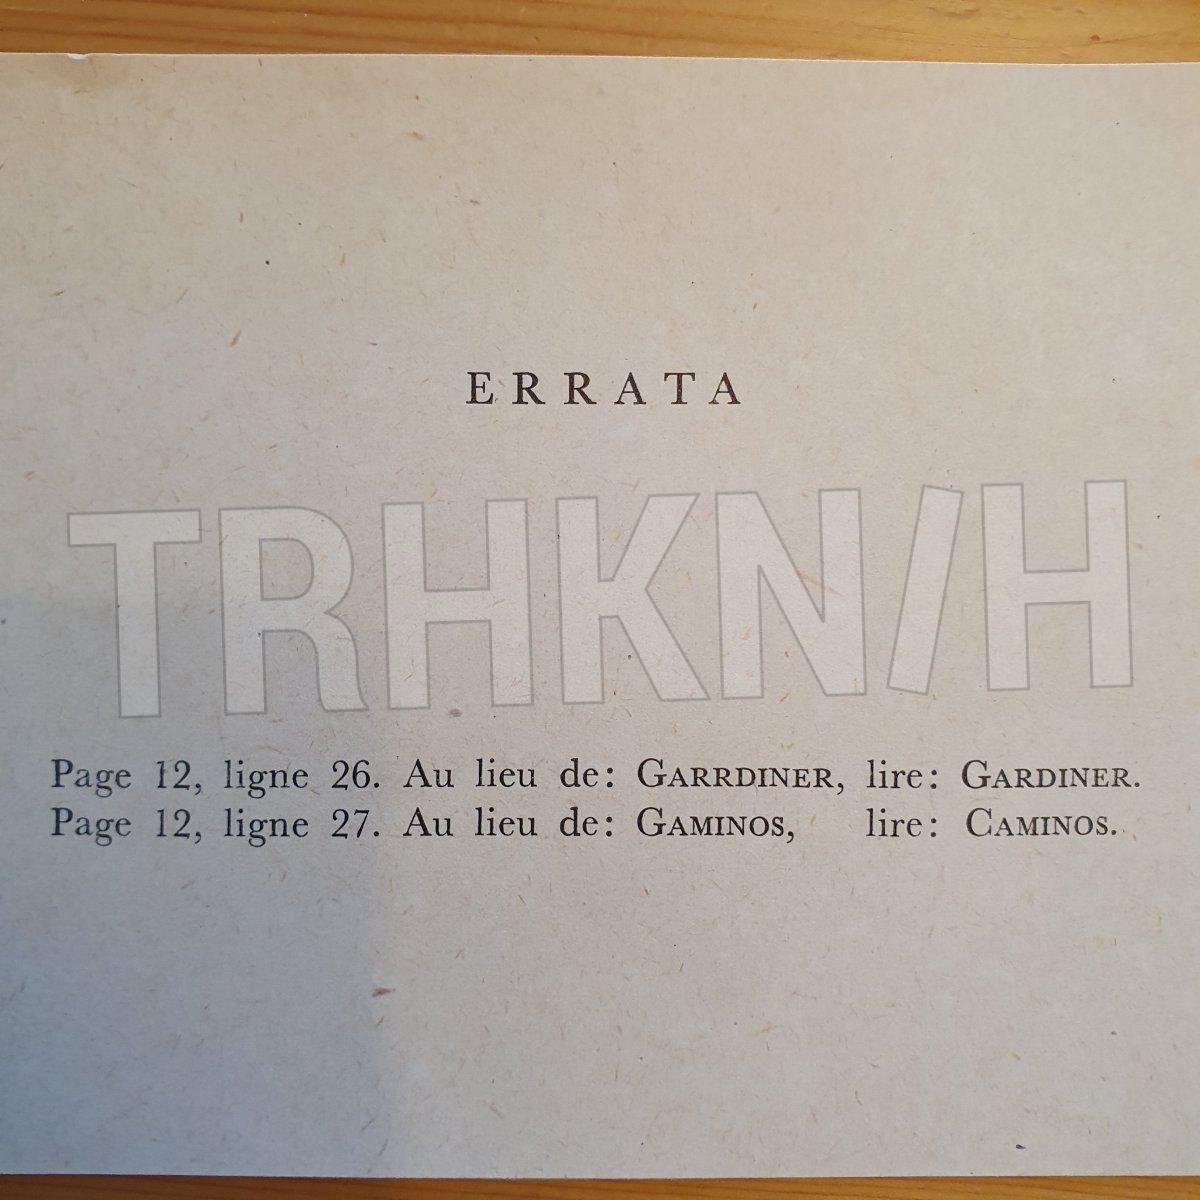 ERRATA
TRHKN/H
Page 12, ligne 26. Au lieu de: GARRDINER, lire: GARDINER.
Page 12, ligne 27. Au lieu de: GAMINOS, lire: CAMINOS.